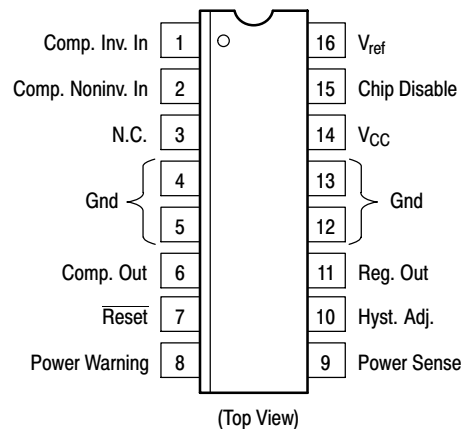 Comp. Inv. In 1 16 Vref
Comp. Noninv. In 2 15 Chip Disable
N.C. 3 14 VCC
4 13
Gnd Gnd
5 12
Comp. Out 6 11 Reg. Out
Reset 7 10 Hyst. Adj.
Power Warning 8 9 Power Sense
(Top View)